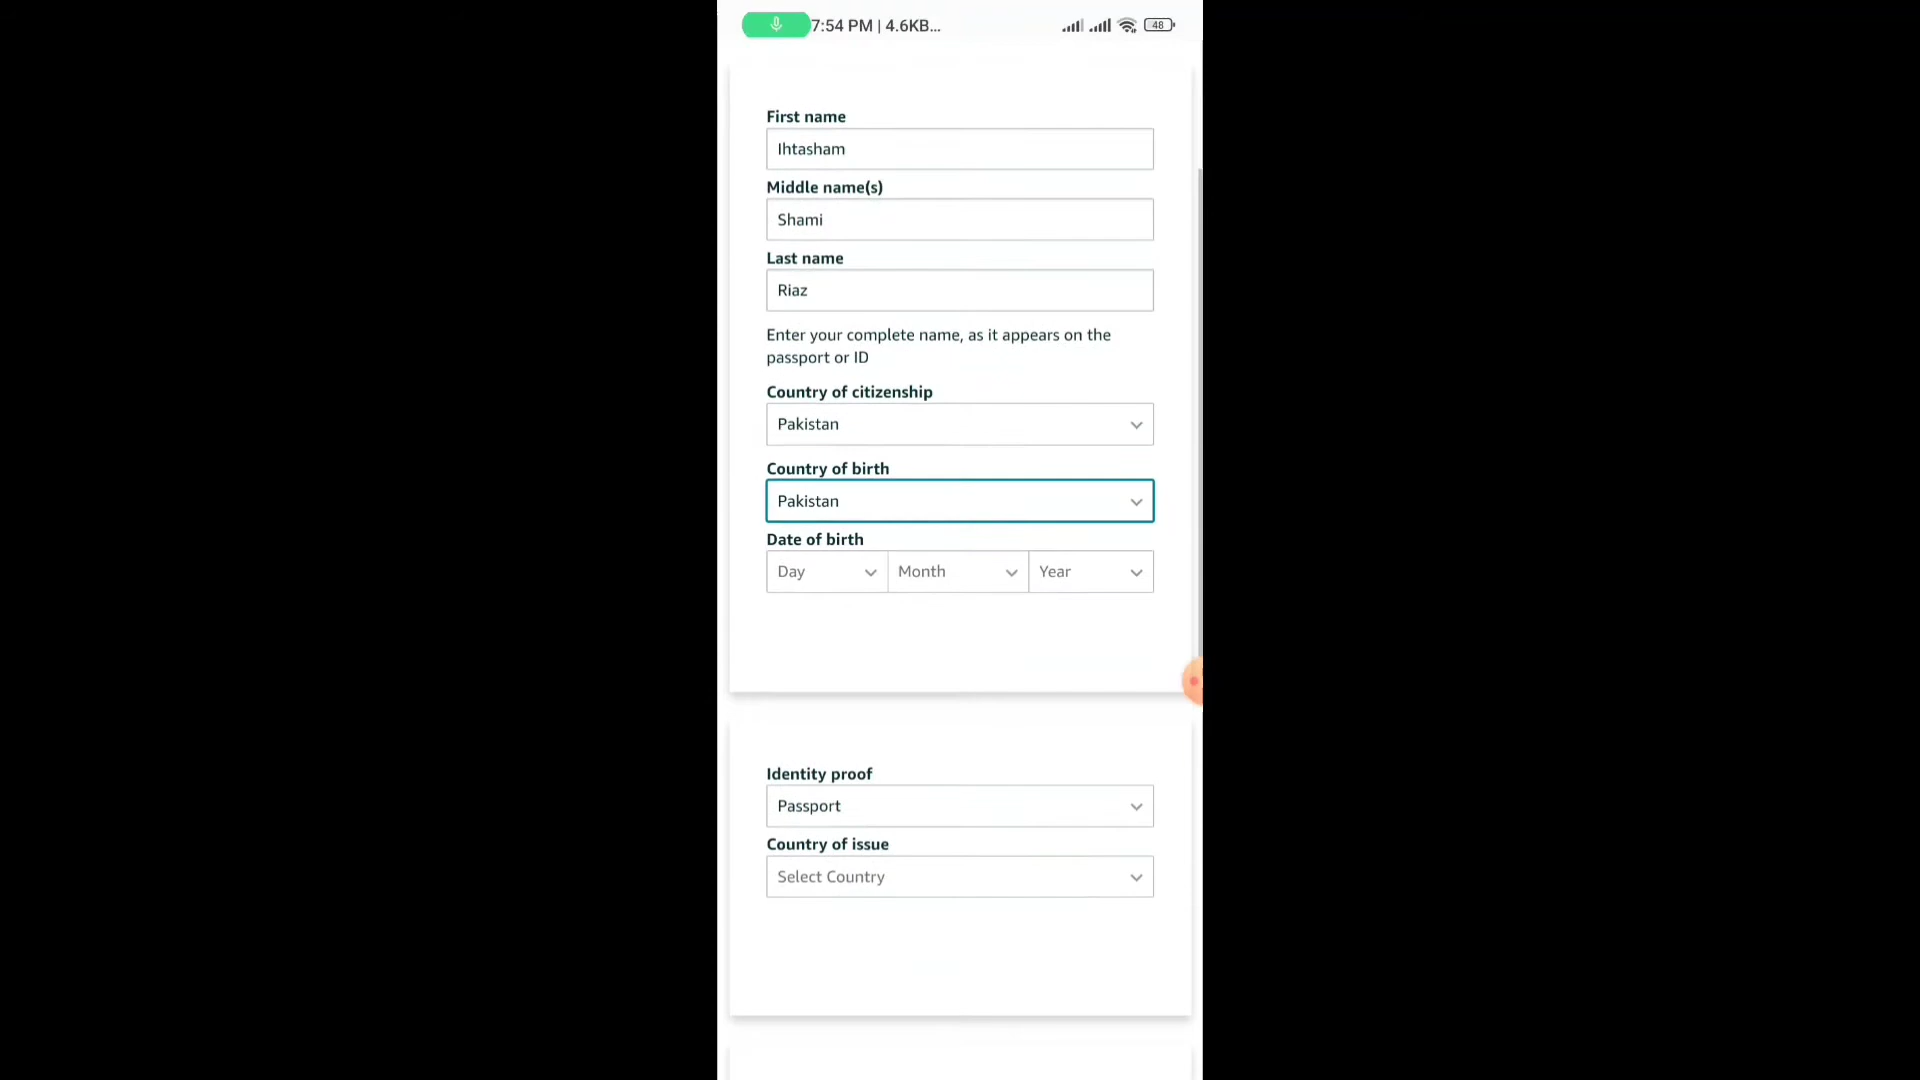 7:54 PM | 4.6KB... 48
First name
Ihtasham
Middle name(s)
Shami
Last name
Riaz
Enter your complete name, as it appears on the
passport or ID
Country of citizenship
Pakistan
Country of birth
Pakistan
Date of birth
Day Month Year
Identity proof
Passport
Country of issue
Select Country